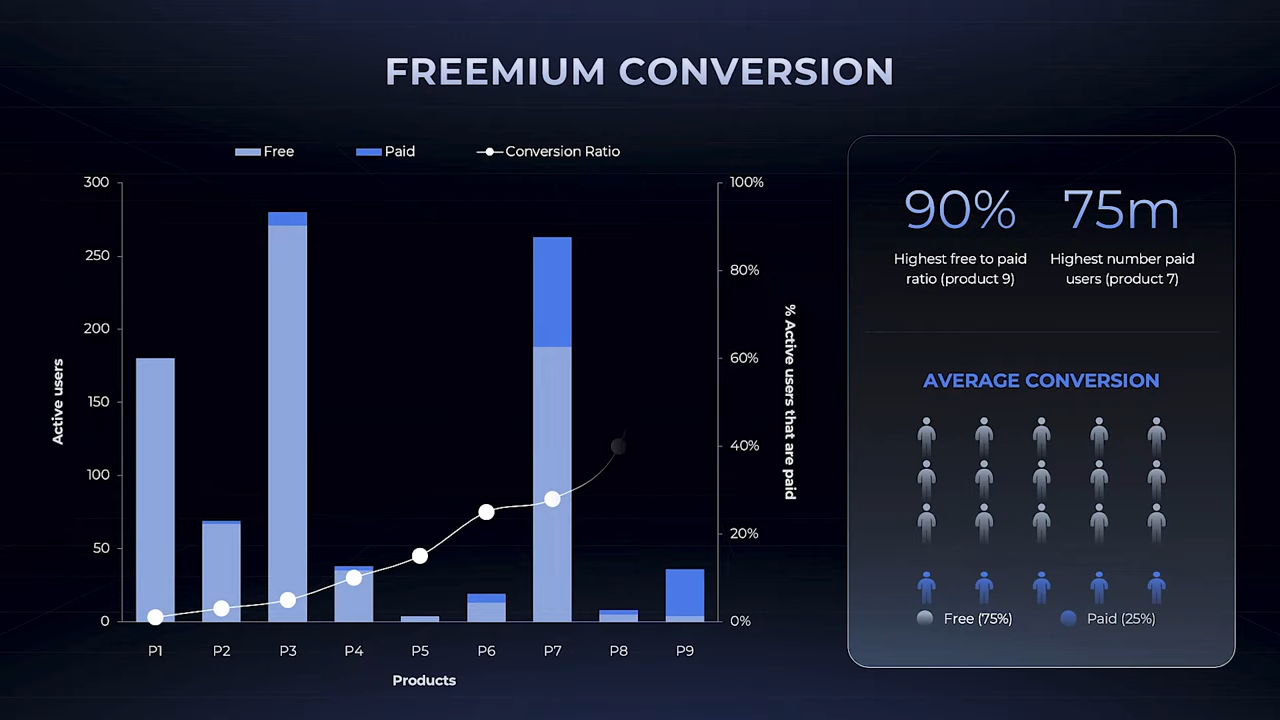 FREEMIUM CONVERSION
Free
Paid
Conversion Ratio
300
250
200
150
100
50
0
Active users
100%
80%
60%
40%
20%
0%
% Active users that are paid
P1
P2
P3
P4
P5
P6
P7
P8
P9
Products
90%
Highest free to paid
ratio (product 9)
75m
Highest number paid
users (product 7)
AVERAGE CONVERSION
Free (75%)
Paid (25%)